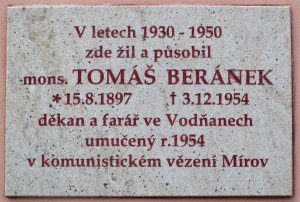 V letech 1930 - 1950
zde žil a působil
mons. TOMÁŠ BERÁNEK
* 15.8.1897 † 3.12.1954
děkan a farář ve Vodňanech
umučený r.1954
v komunistickém vězení Mírov